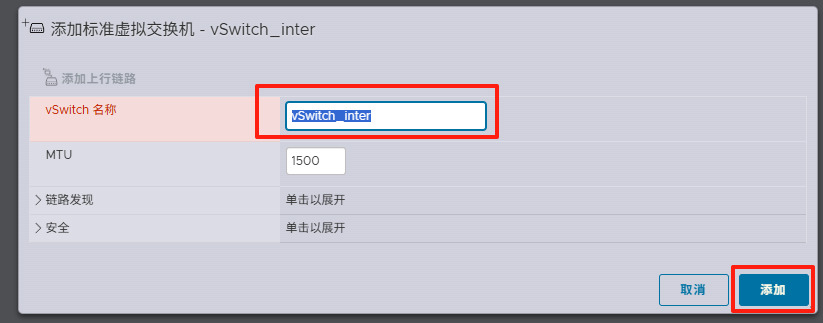 添加标准虚拟交换机 - vSwitch_inter
添加上行链路
vSwitch 名称
vSwitch_inter
MTU
1500
链路发现
单击以展开
安全
单击以展开
取消
添加